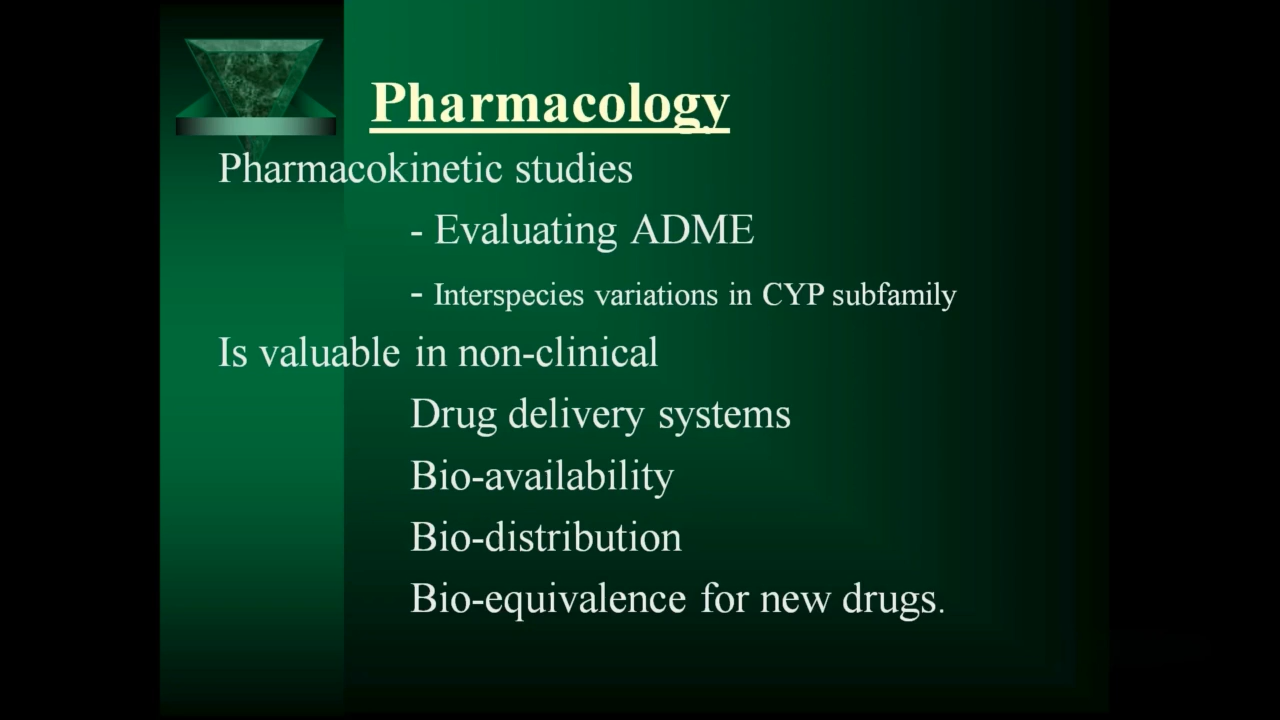 Pharmacology
Pharmacokinetic studies
- Evaluating ADME
- Interspecies variations in CYP subfamily
Is valuable in non-clinical
Drug delivery systems
Bio-availability
Bio-distribution
Bio-equivalence for new drugs.